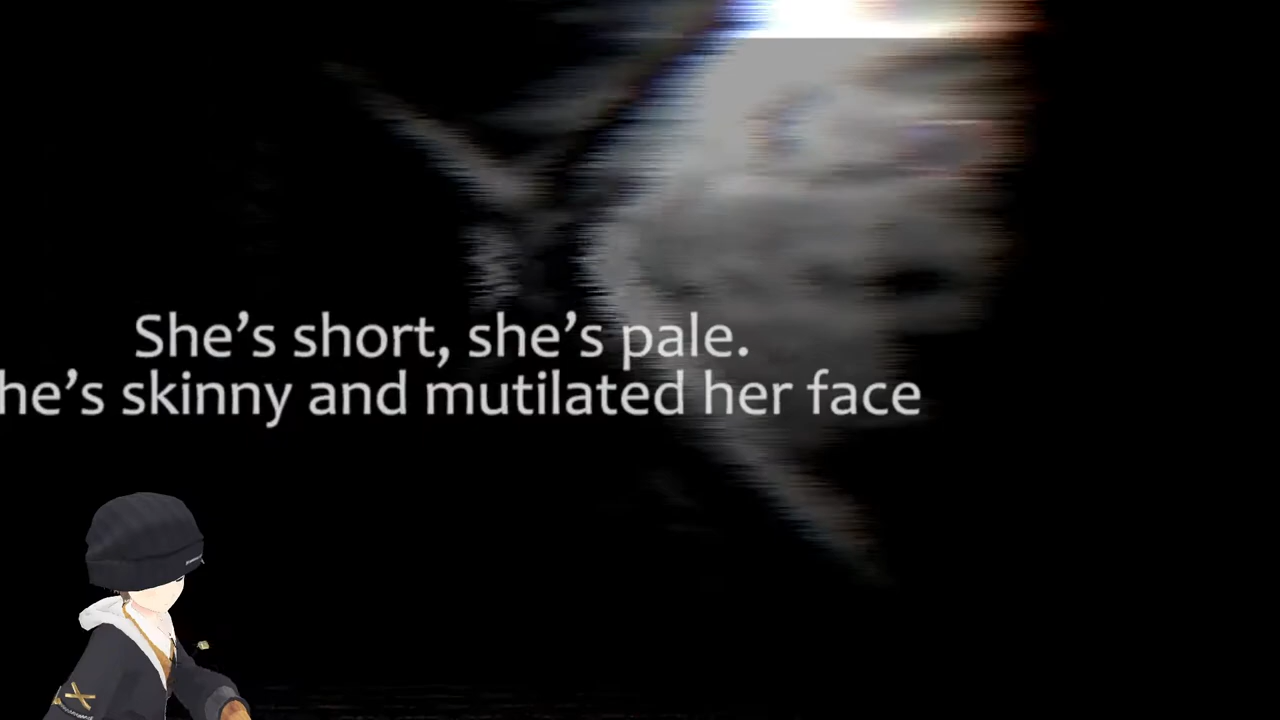 She’s short, she’s pale.
he’s skinny and mutilated her face